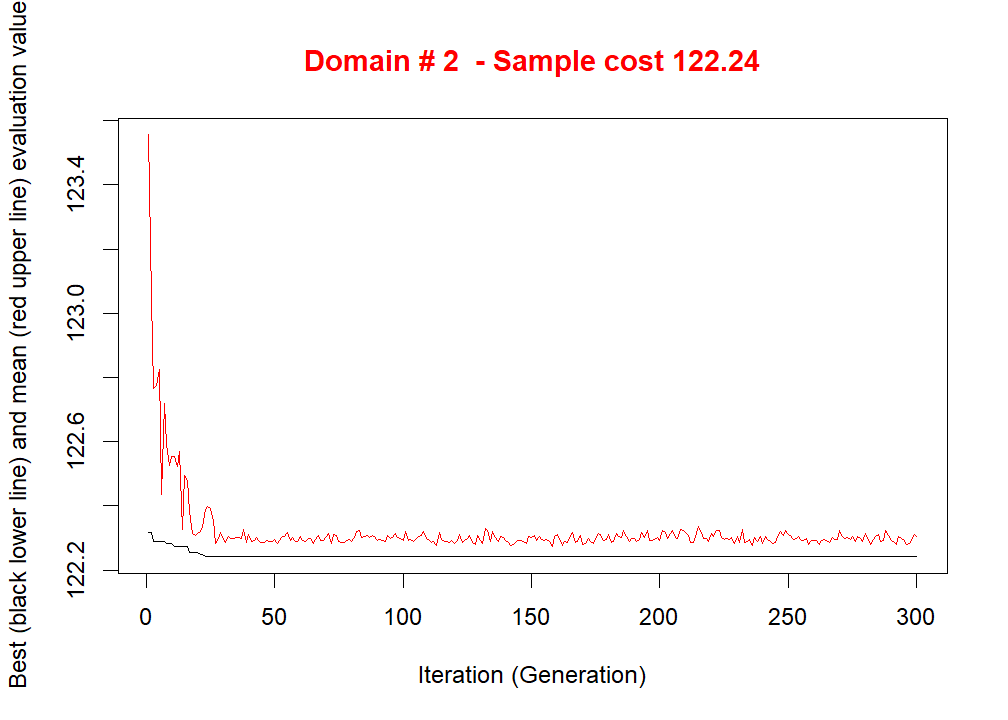 Domain # 2  - Sample cost 122.24
Best (black lower line) and mean (red upper line) evaluation value
123.4
123.0
122.6
122.2
0 50 100 150 200 250 300
Iteration (Generation)